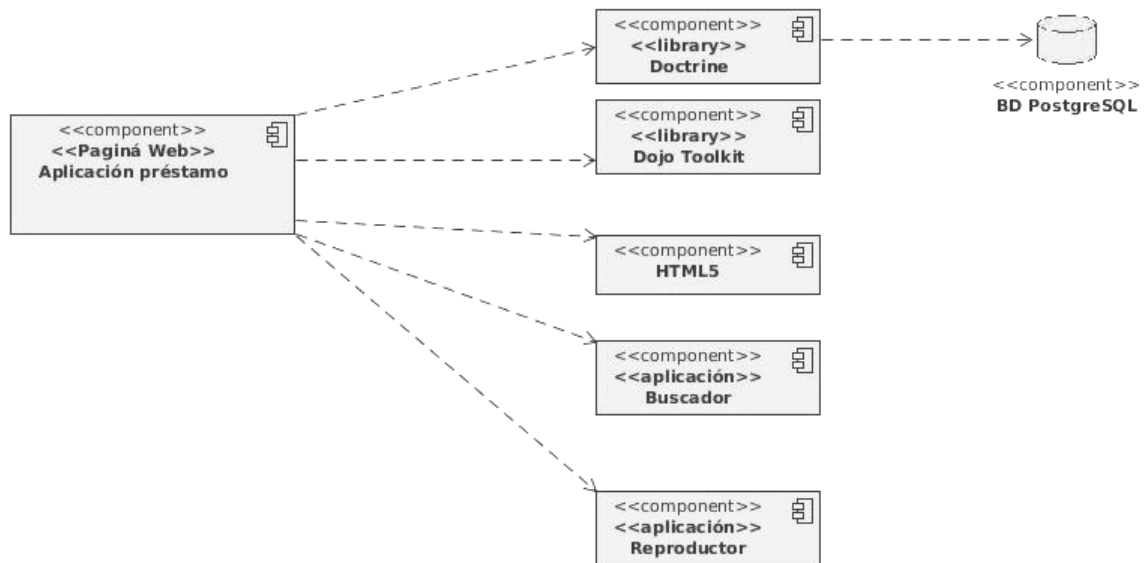 <<component>>
<<library>>
Doctrine
<<component>>
BD PostgreSQL
<<component>>
<<Paginá Web>>
Aplicación préstamo
<<component>>
<<library>>
Dojo Toolkit
<<component>>
HTML5
<<component>>
<<aplicación>>
Buscador
<<component>>
<<aplicación>>
Reproductor